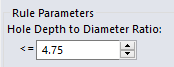 Rule Parameters
Hole Depth to Diameter Ratio:
<= 4.75